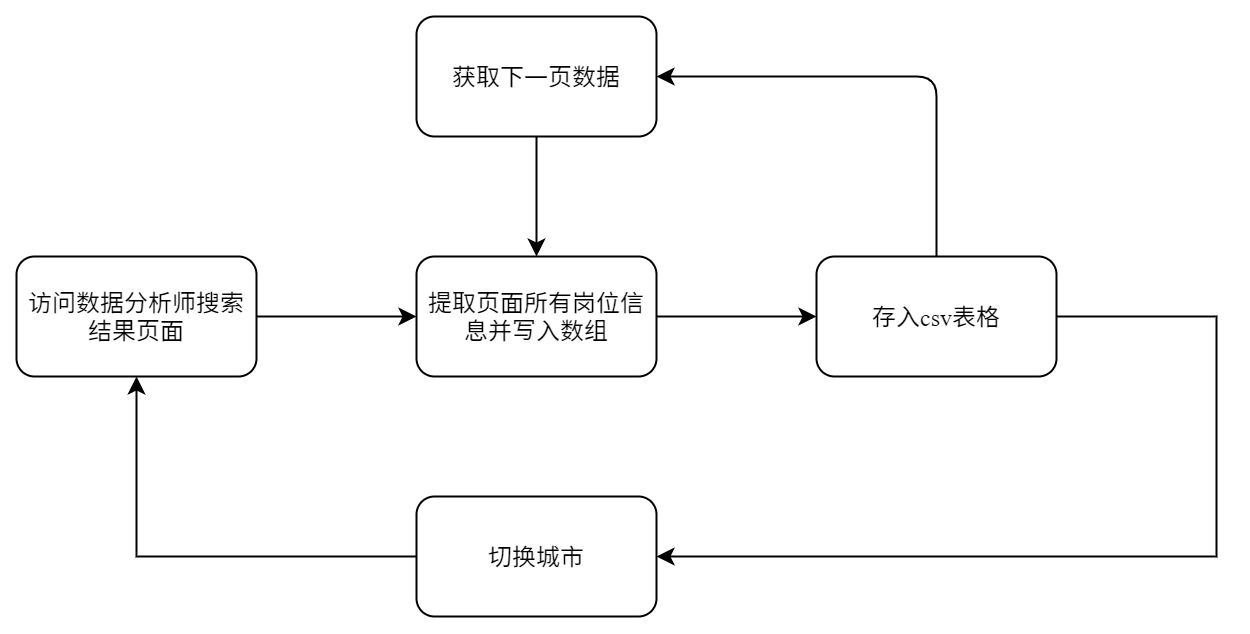 获取下一页数据
访问数据分析师搜索
结果页面
提取页面所有岗位信
息并写入数组
存入csv表格
切换城市